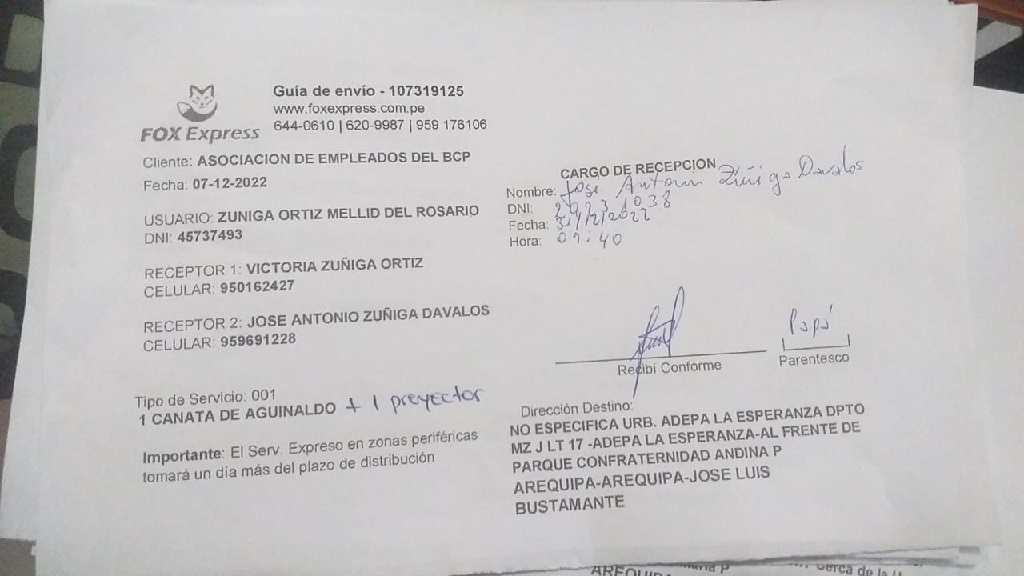 FOX Express
Guía de envío - 107319125
www.foxexpress.com.pe
644-0610 | 620-9987 | 959 176106
Cliente: ASOCIACION DE EMPLEADOS DEL BCP
Fecha: 07-12-2022
USUARIO: ZUNIGA ORTIZ MELLID DEL ROSARIO
DNI: 45737493
RECEPTOR 1: VICTORIA ZUÑIGA ORTIZ
CELULAR: 950162427
RECEPTOR 2: JOSE ANTONIO ZUÑIGA DAVALOS
CELULAR: 959691228
Tipo de Servicio: 001
1 CANATA DE AGUINALDO + 1 proyector
Importante: El Serv. Expreso en zonas periféricas
tomará un día más del plazo de distribución
CARGO DE RECEPCION
Nombre: Jose Antonio Zúñiga Davalos
DNI:
Fecha:
Hora: 01:40
Recibi Conforme
Papá
Parentesco
Dirección Destino:
NO ESPECIFICA URB. ADEPA LA ESPERANZA DPTO
MZ J LT 17 -ADEPA LA ESPERANZA-AL FRENTE DE
PARQUE CONFRATERNIDAD ANDINA P
AREQUIPA-AREQUIPA-JOSE LUIS
BUSTAMANTE
cerca de la